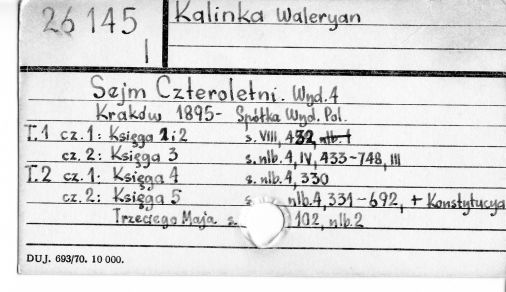 26145
I
Kalinka Waleryan
Sejm Czteroletni. Wyd. 4
Kraków 1895- Spółka Wyd. Pol.
T.1 cz. 1: Księga 1 i 2 s. VIII, 432, nlb. 1
cz. 2: Księga 3 s. nlb. 4, IV, 433-748, III
T.2 cz. 1: Księga 4 s. nlb. 4, 330
cz. 2: Księga 5 s. nlb. 4, 331-692, + Konstytucya
Trzeciego Maja s. 102, nlb. 2
DUJ. 693/70. 10 000.